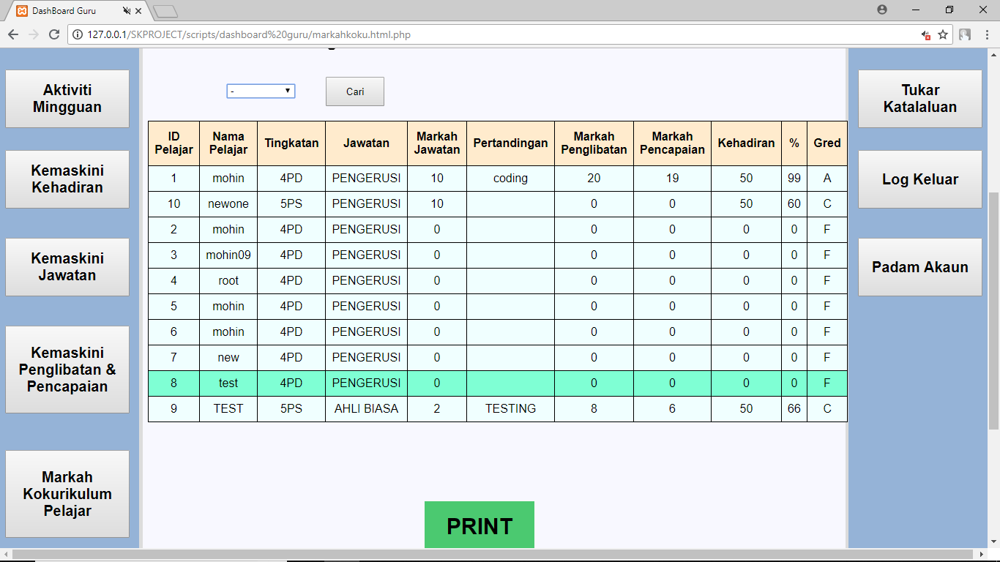 DashBoard Guru
127.0.0.1/SKPROJECT/scripts/dashboard%20guru/markahkoku.html.php
Aktiviti
Mingguan
Kemaskini
Kehadiran
Kemaskini
Jawatan
Kemaskini
Penglibatan &
Pencapaian
Markah
Kokurikulum
Pelajar
-
Cari
ID Pelajar Nama Pelajar Tingkatan Jawatan Markah Jawatan Pertandingan Markah Penglibatan Markah Pencapaian Kehadiran % Gred
1 mohin 4PD PENGERUSI 10 coding 20 19 50 99 A
10 newone 5PS PENGERUSI 10 0 0 50 60 C
2 mohin 4PD PENGERUSI 0 0 0 0 0 F
3 mohin09 4PD PENGERUSI 0 0 0 0 0 F
4 root 4PD PENGERUSI 0 0 0 0 0 F
5 mohin 4PD PENGERUSI 0 0 0 0 0 F
6 mohin 4PD PENGERUSI 0 0 0 0 0 F
7 new 4PD PENGERUSI 0 0 0 0 0 F
8 test 4PD PENGERUSI 0 0 0 0 0 F
9 TEST 5PS AHLI BIASA 2 TESTING 8 6 50 66 C
PRINT
Tukar
Katalaluan
Log Keluar
Padam Akaun